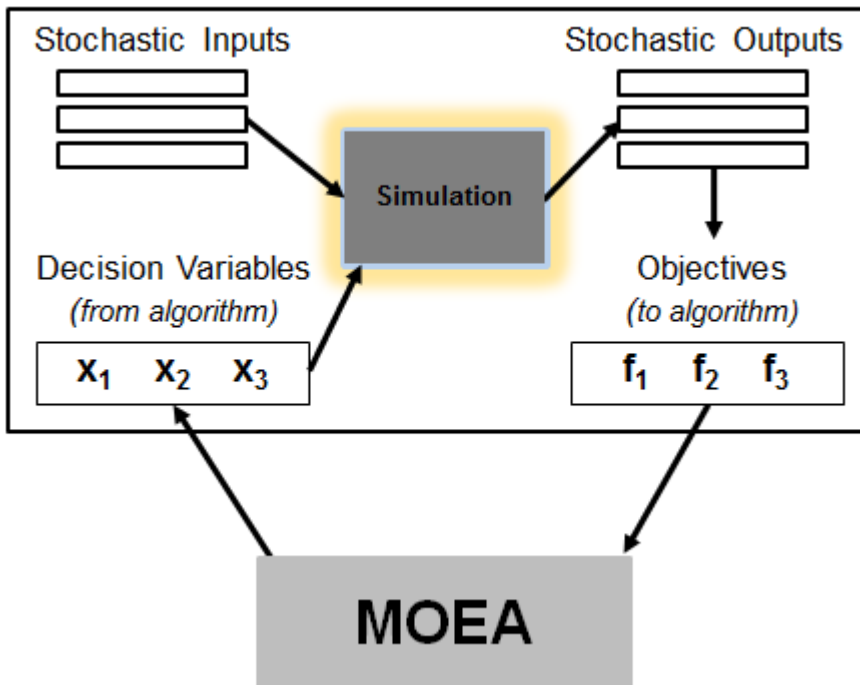 Stochastic Inputs
Stochastic Outputs
Simulation
Decision Variables
(from algorithm)
x₁ x₂ x₃
Objectives
(to algorithm)
f₁ f₂ f₃
MOEA